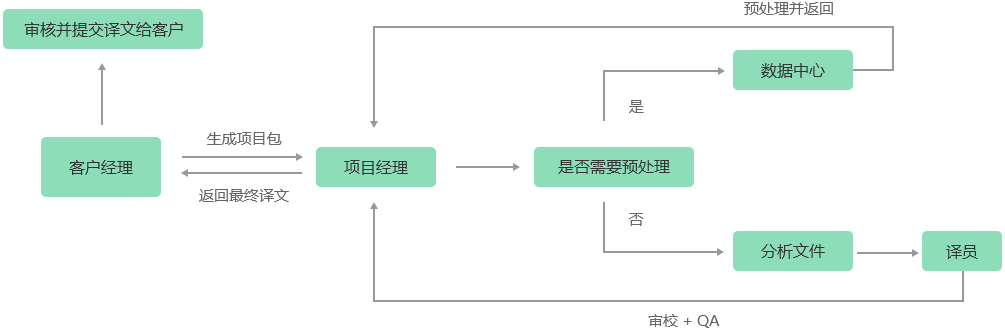 预处理并返回
审核并提交译文给客户
数据中心
是
生成项目包
客户经理
项目经理
是否需要预处理
返回最终译文
否
分析文件
译员
审校 + QA